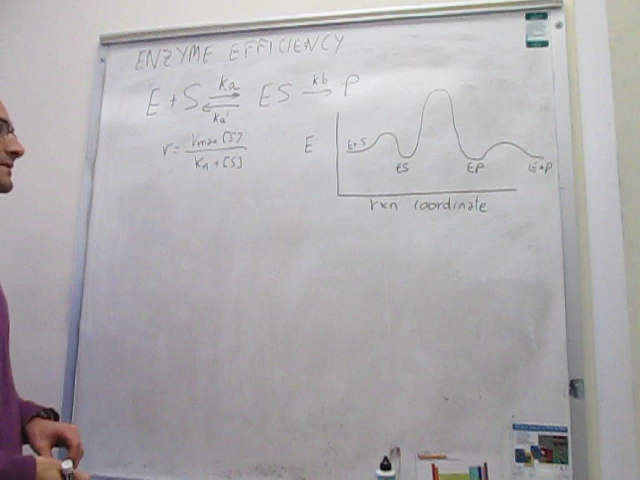 ENZYME EFFICIENCY
E + S ka ka' ES kb P
r = Vmax [S] / KM + [S]
E
E+S
ES
EP
E+P
rxn coordinate